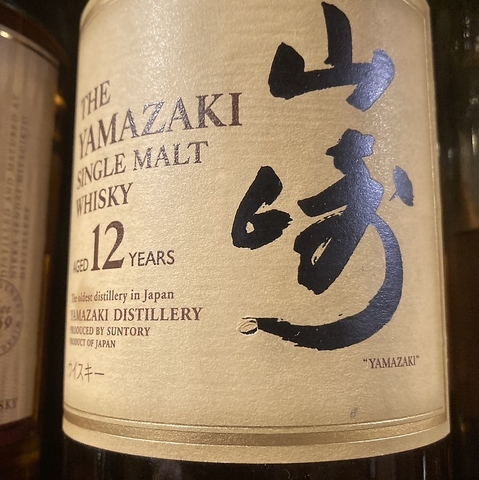 THE
YAMAZAKI
SINGLE MALT
WHISKY
AGED 12 YEARS
The oldest distillery in Japan
YAMAZAKI DISTILLERY
PRODUCED BY SUNTORY
PRODUCT OF JAPAN
ウイスキー
山崎
"YAMAZAKI"